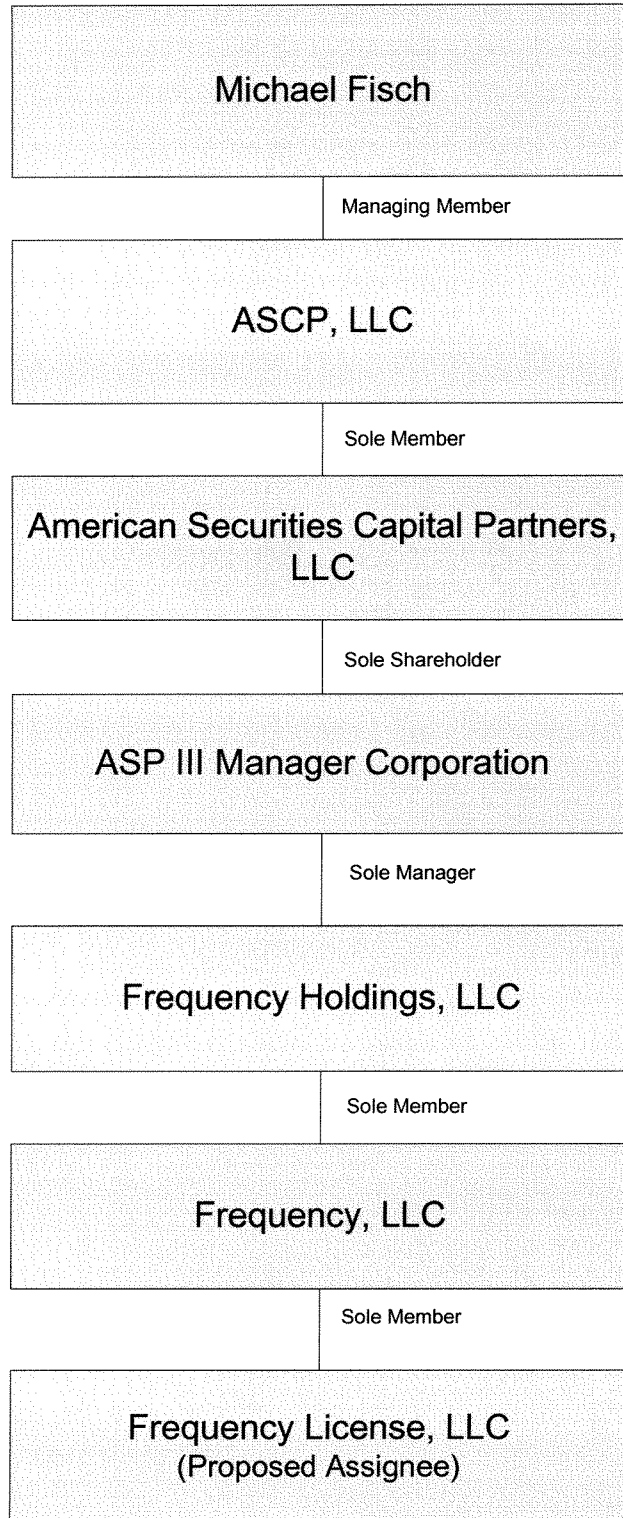 Michael Fisch
Managing Member
ASCP, LLC
Sole Member
American Securities Capital Partners,
LLC
Sole Shareholder
ASP III Manager Corporation
Sole Manager
Frequency Holdings, LLC
Sole Member
Frequency, LLC
Sole Member
Frequency License, LLC
(Proposed Assignee)